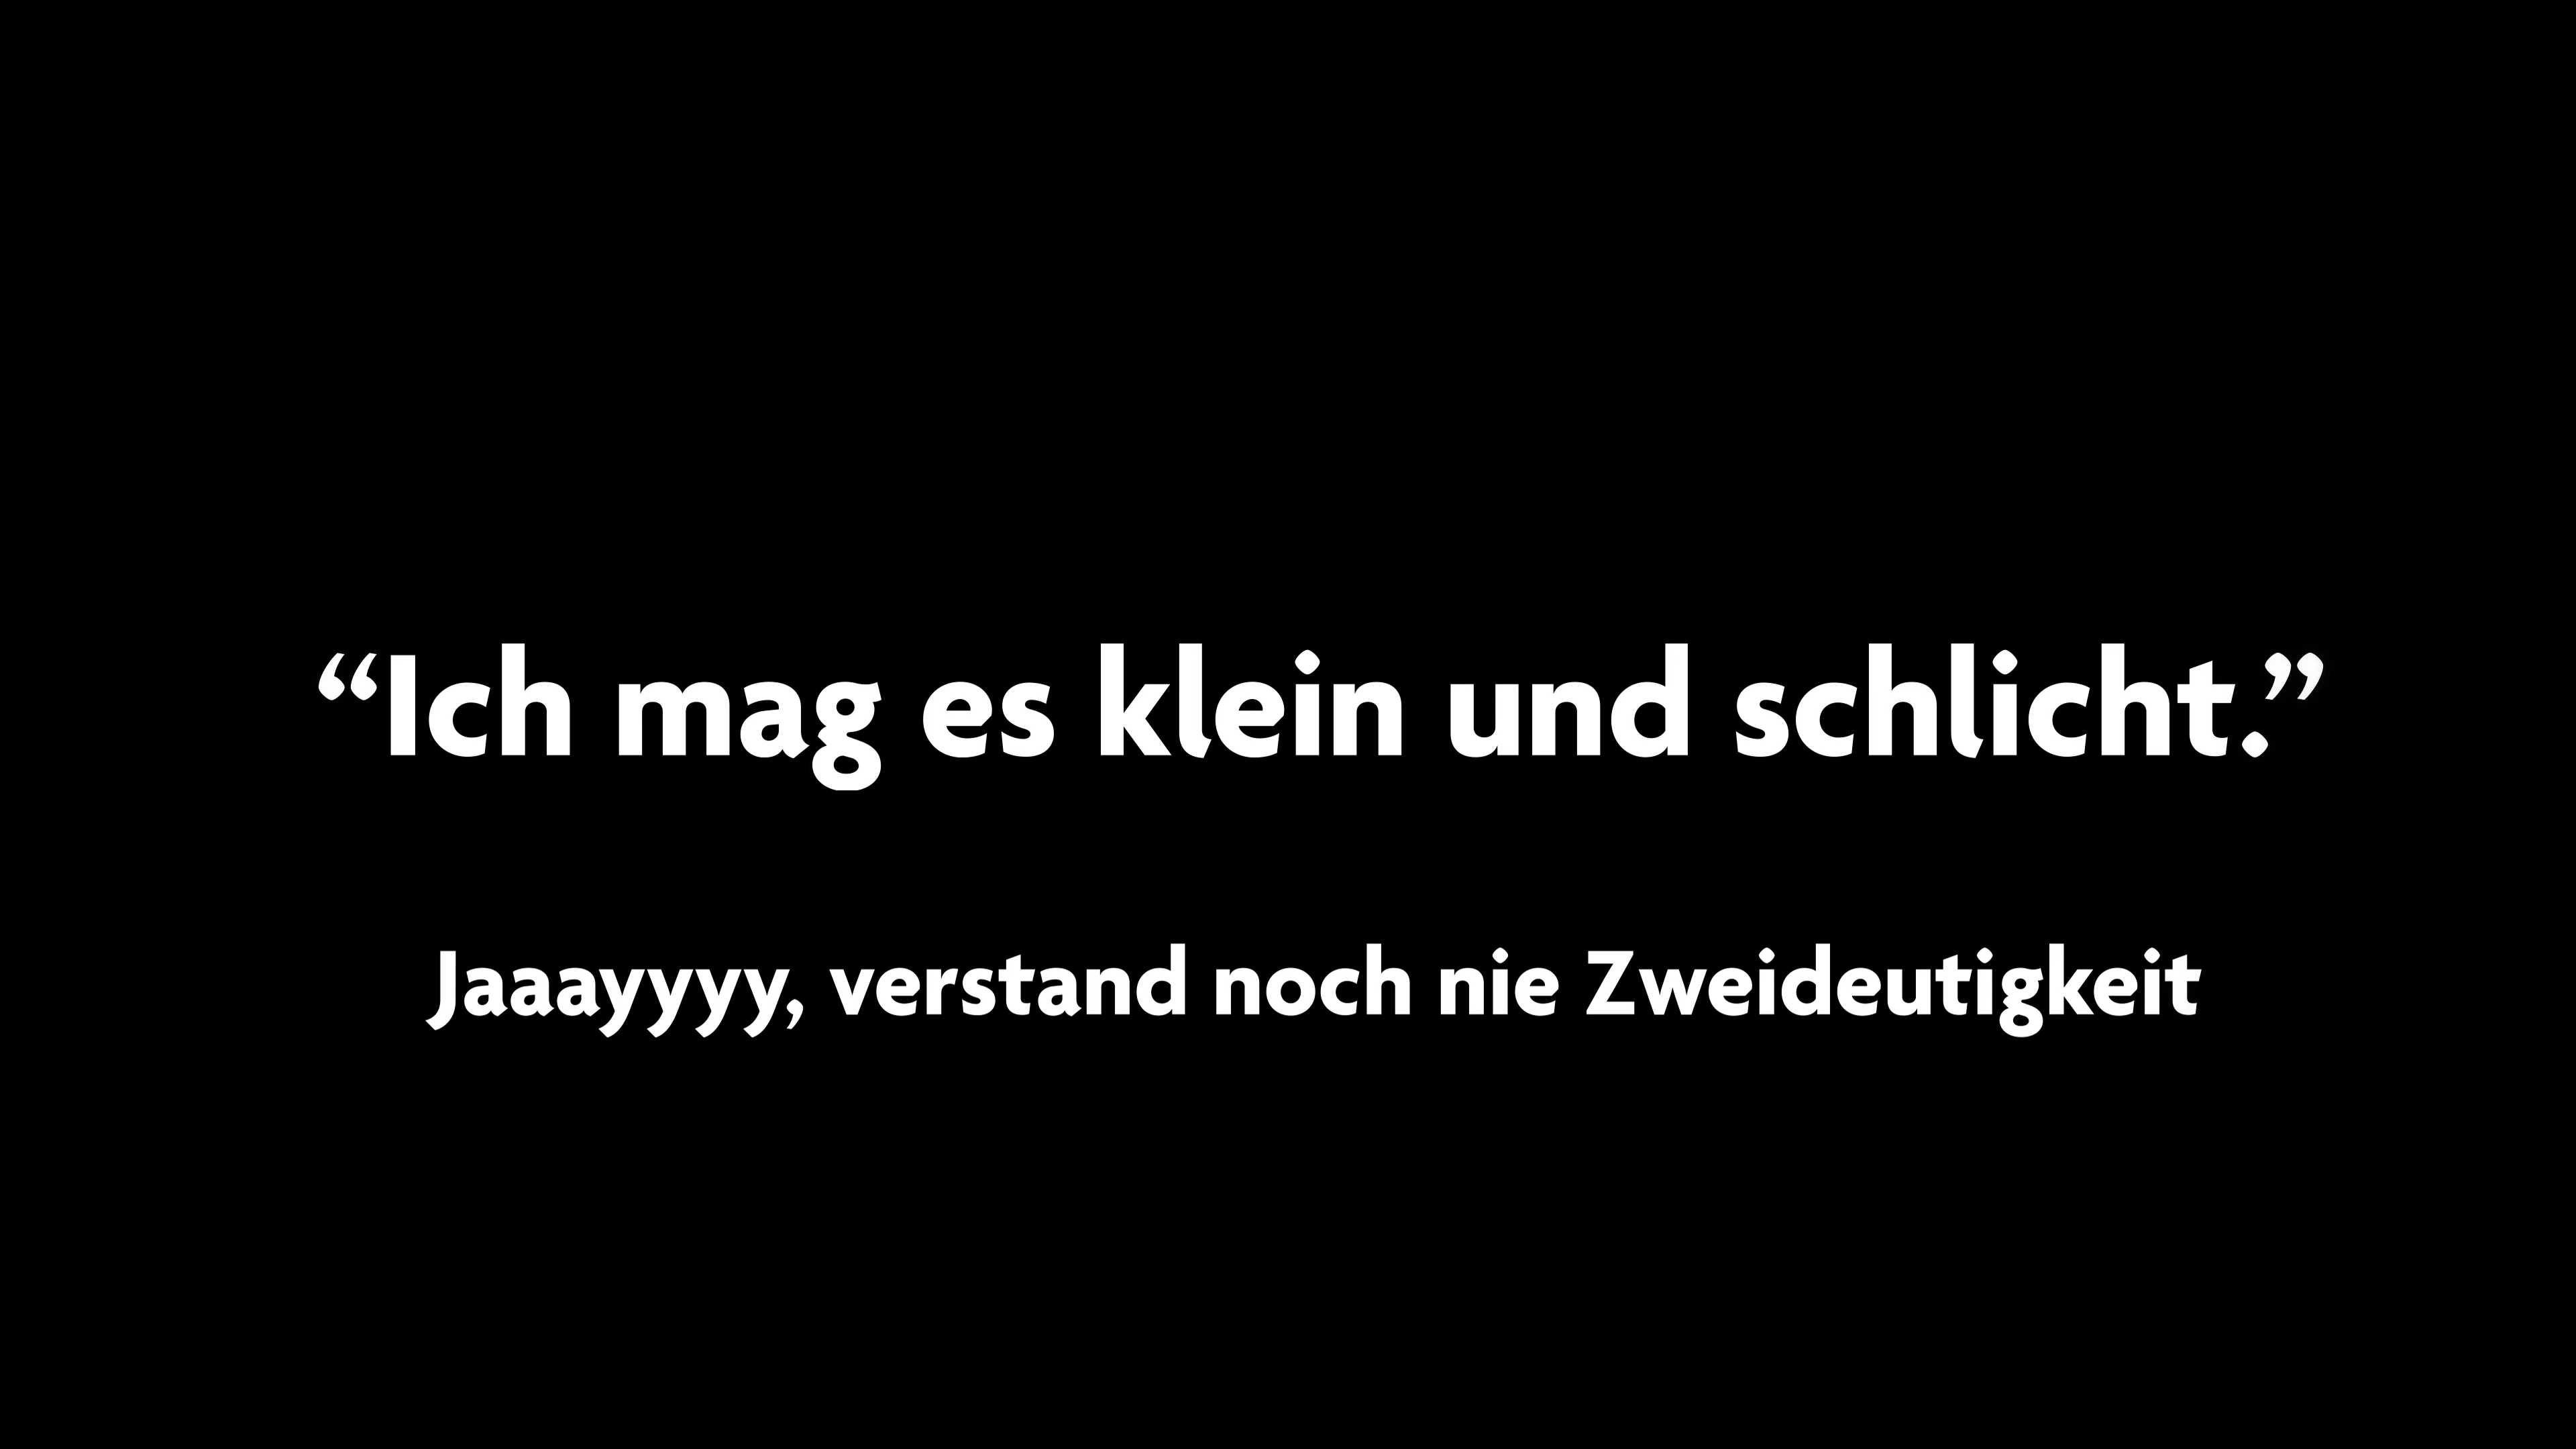 “Ich mag es klein und schlicht.”
Jaaayyyy, verstand noch nie Zweideutigkeit